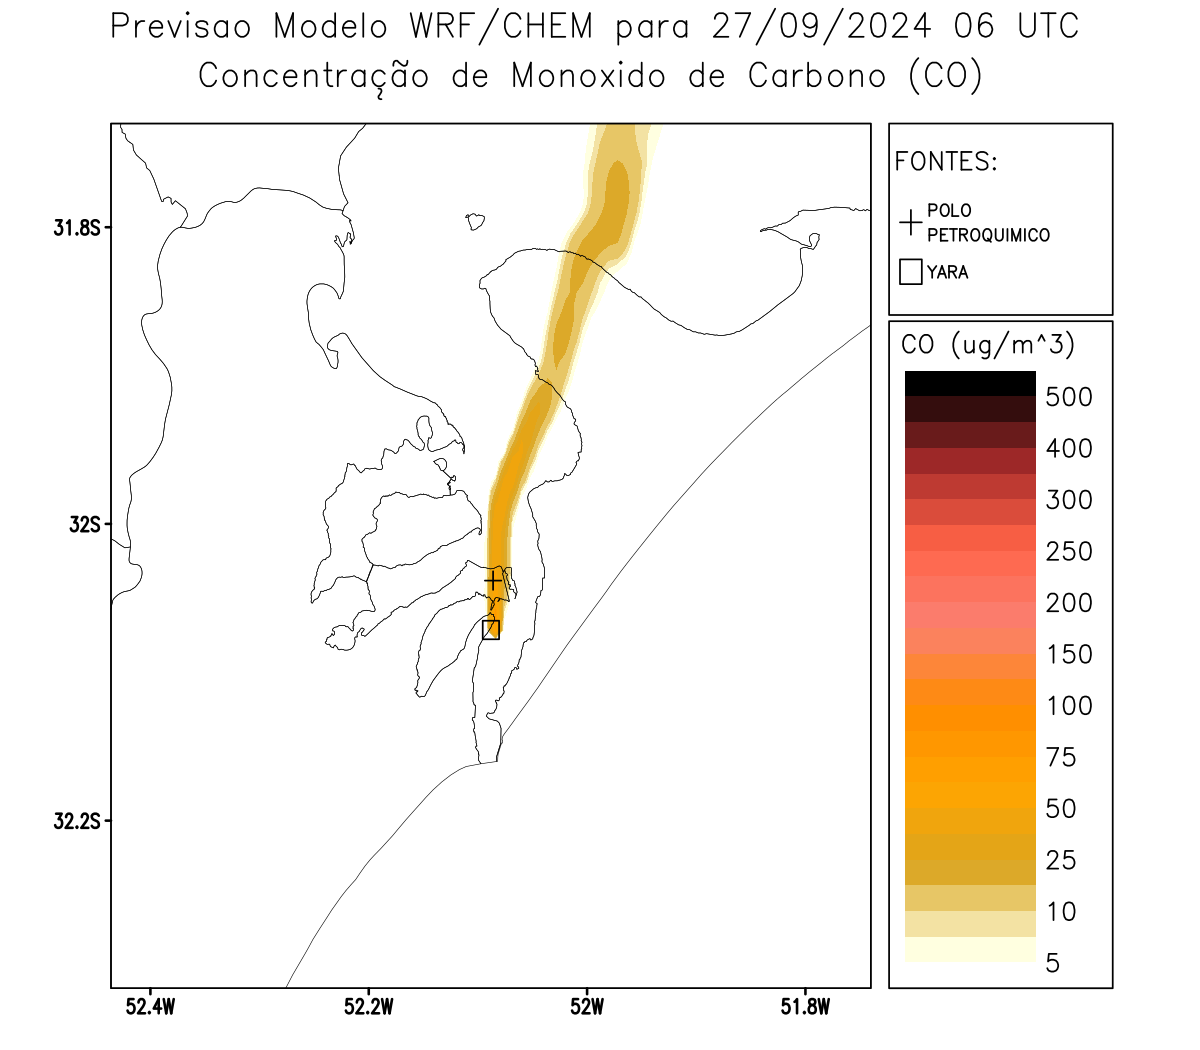 Previsao Modelo WRF/CHEM para 27/09/2024 06 UTC
Concentração de Monoxido de Carbono (CO)
FONTES:
POLO
PETROQUIMICO
YARA
CO (ug/m^3)
500
400
300
250
200
150
100
75
50
25
10
5
31.8S
32S
32.2S
52.4W
52.2W
52W
51.8W